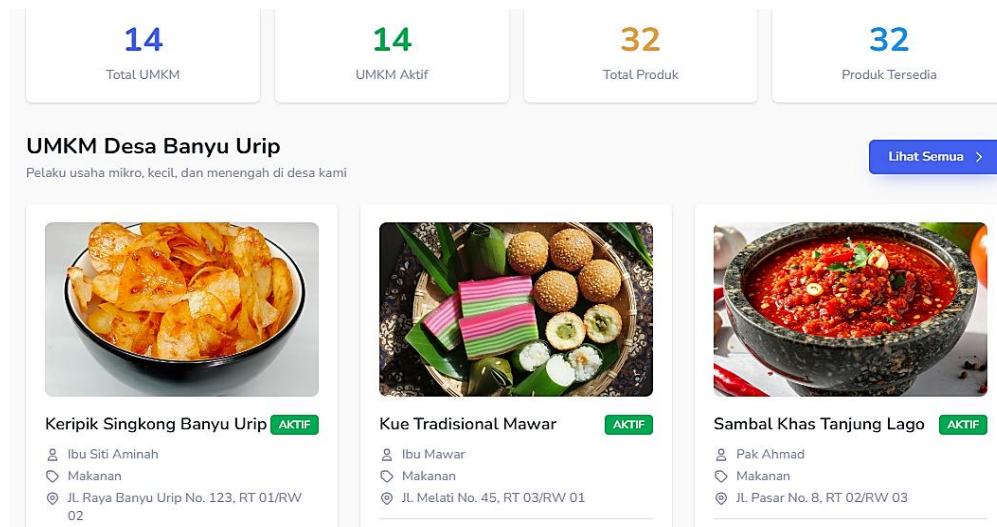 14
14
32
32
Total UMKM
UMKM Aktif
Total Produk
Produk Tersedia
UMKM Desa Banyu Urip
Pelaku usaha mikro, kecil, dan menengah di desa kami
Lihat Semua
Keripik Singkong Banyu Urip
AKTIF
Ibu Siti Aminah
Makanan
Jl. Raya Banyu Urip No. 123, RT 01/RW
02
Kue Tradisional Mawar
AKTIF
Ibu Mawar
Makanan
Jl. Melati No. 45, RT 03/RW 01
Sambal Khas Tanjung Lago
AKTIF
Pak Ahmad
Makanan
Jl. Pasar No. 8, RT 02/RW 03